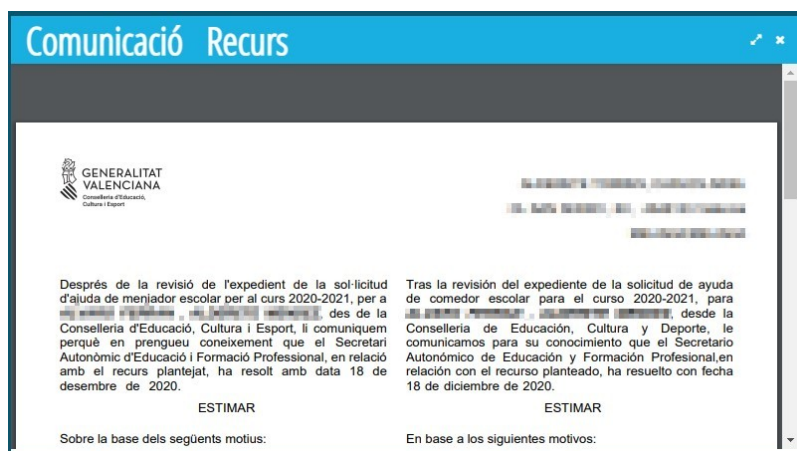 Comunicació Recurs
GENERALITAT
VALENCIANA
Conselleria d'Educació,
Cultura i Esport
Després de la revisió de l'expedient de la sol·licitud
d'ajuda de menjador escolar per al curs 2020-2021, per a
, des de la
Conselleria d'Educació, Cultura i Esport, li comuniquem
perquè en prengueu coneixement que el Secretari
Autonòmic d'Educació i Formació Professional, en relació
amb el recurs plantejat, ha resolt amb data 18 de
desembre de 2020.
ESTIMAR
Sobre la base dels següents motius:
Tras la revisión del expediente de la solicitud de ayuda
de comedor escolar para el curso 2020-2021, para
, desde la
Conselleria de Educación, Cultura y Deporte, le
comunicamos para su conocimiento que el Secretario
Autonómico de Educación y Formación Profesional,en
relación con el recurso planteado, ha resuelto con fecha
18 de diciembre de 2020.
ESTIMAR
En base a los siguientes motivos: